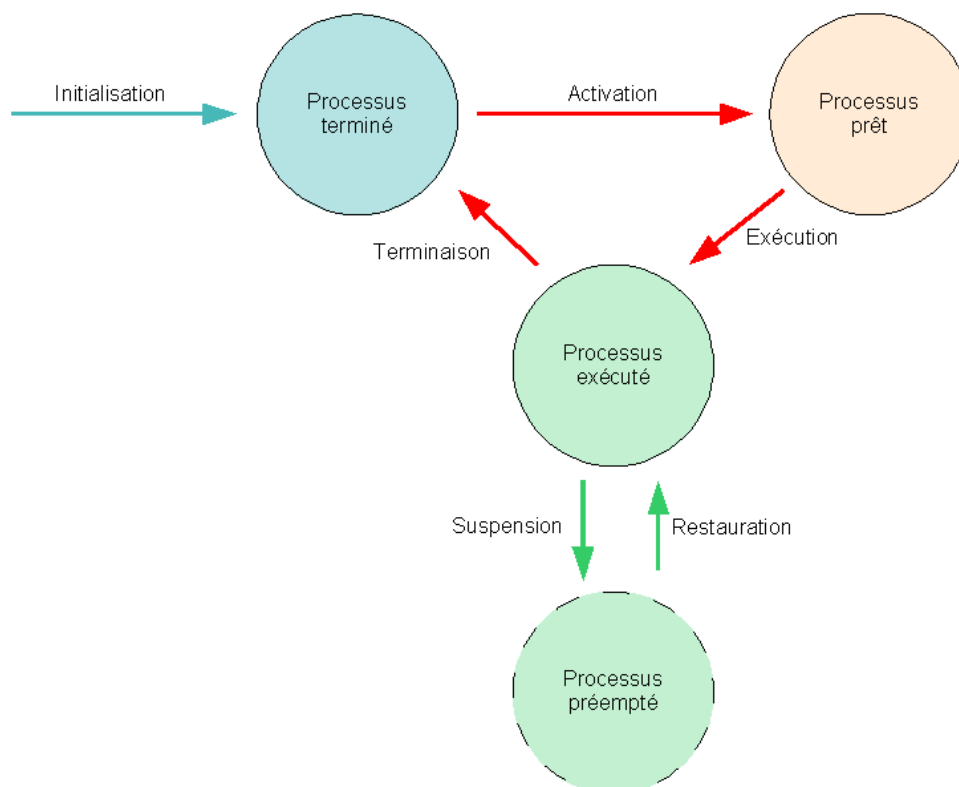 Initialisation
Processus
terminé
Activation
Processus
prêt
Terminaison
Exécution
Processus
exécuté
Suspension
Restauration
Processus
préempté